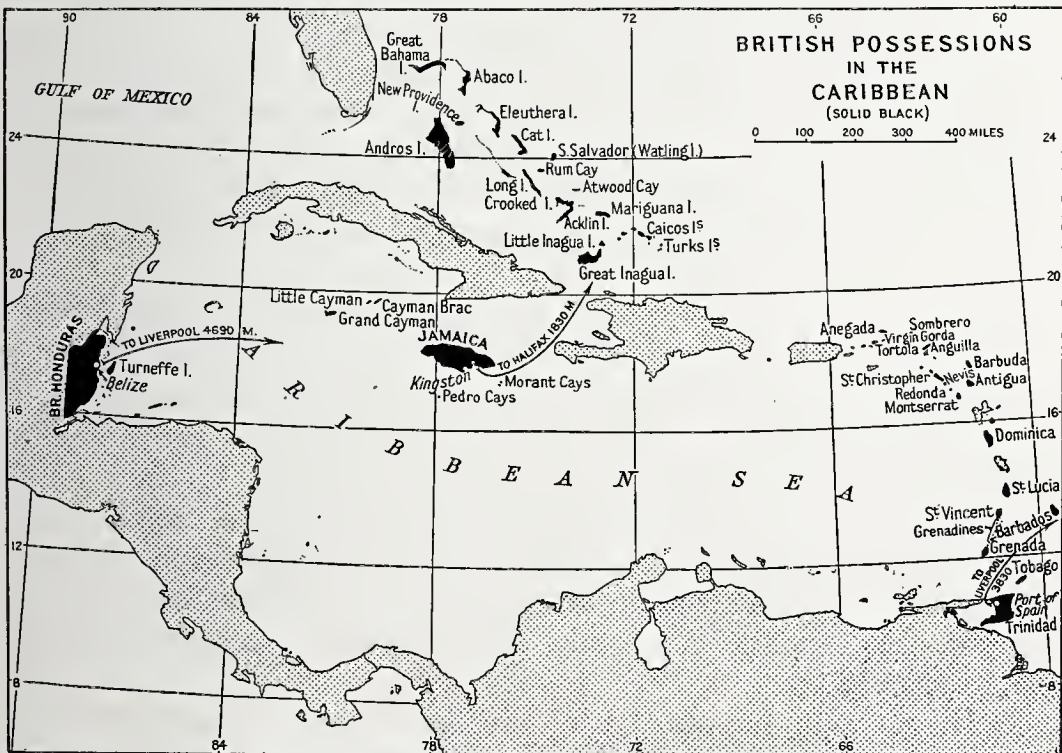 90
84
78
72
66
60
BRITISH POSSESSIONS
IN THE
CARIBBEAN
(SOLID BLACK)
0 100 200 300 400 MILES
GULF OF MEXICO
Great
Bahama
I.
Abaco I.
New Providence
I.
Eleuthera I.
24
24
Andros I.
Cat I.
S. Salvador (Watling I.)
Rum Cay
Long I.
Atwood Cay
Crooked I.
Mariguana I.
Acklin I.
Caicos Is
Little Inagua I.
Turks Is
Great Inagua I.
20
20
Little Cayman
Cayman Brac
Grand Cayman
TO LIVERPOOL 4690 M.
TO HALIFAX 1830 M.
JAMAICA
Kingston
Morant Cays
Pedro Cays
BR. HONDURAS
Turneffe I.
Belize
CARIBBEAN SEA
Anegada
Sombrero
Virgin Gorda
Tortola
Anguilla
Barbuda
St. Christopher
Nevis
Antigua
Redonda
Montserrat
16
16
Dominica
St. Lucia
St. Vincent
Grenadines
Barbados
12
12
Grenada
TO
LIVERPOOL
3830
Tobago
Port of
Spain
Trinidad
8
8
84
78
72
66
60